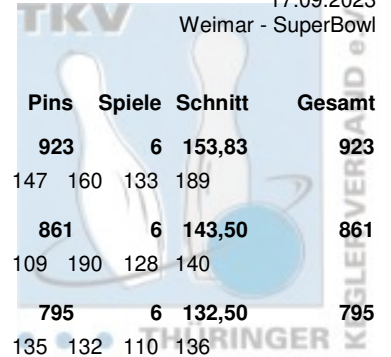 17.09.2023
TKV
Weimar - SuperBowl
Pins Spiele Schnitt Gesamt
923 6 153,83 923
147 160 133 189
861 6 143,50 861
109 190 128 140
795 6 132,50 795
135 132 110 136
THÜRINGER
KEGLER VERBAND e.V.